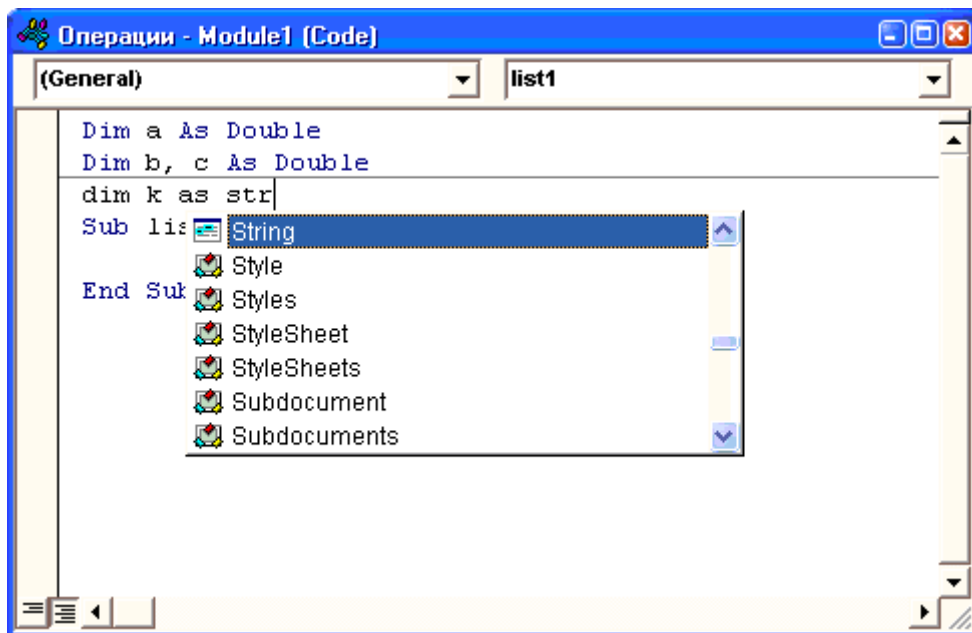 Операции - Module1 (Code)
(General) list1
Dim a As Double
Dim b, c As Double
dim k as str
Sub lis
String
Style
End Sub
Styles
StyleSheet
StyleSheets
Subdocument
Subdocuments